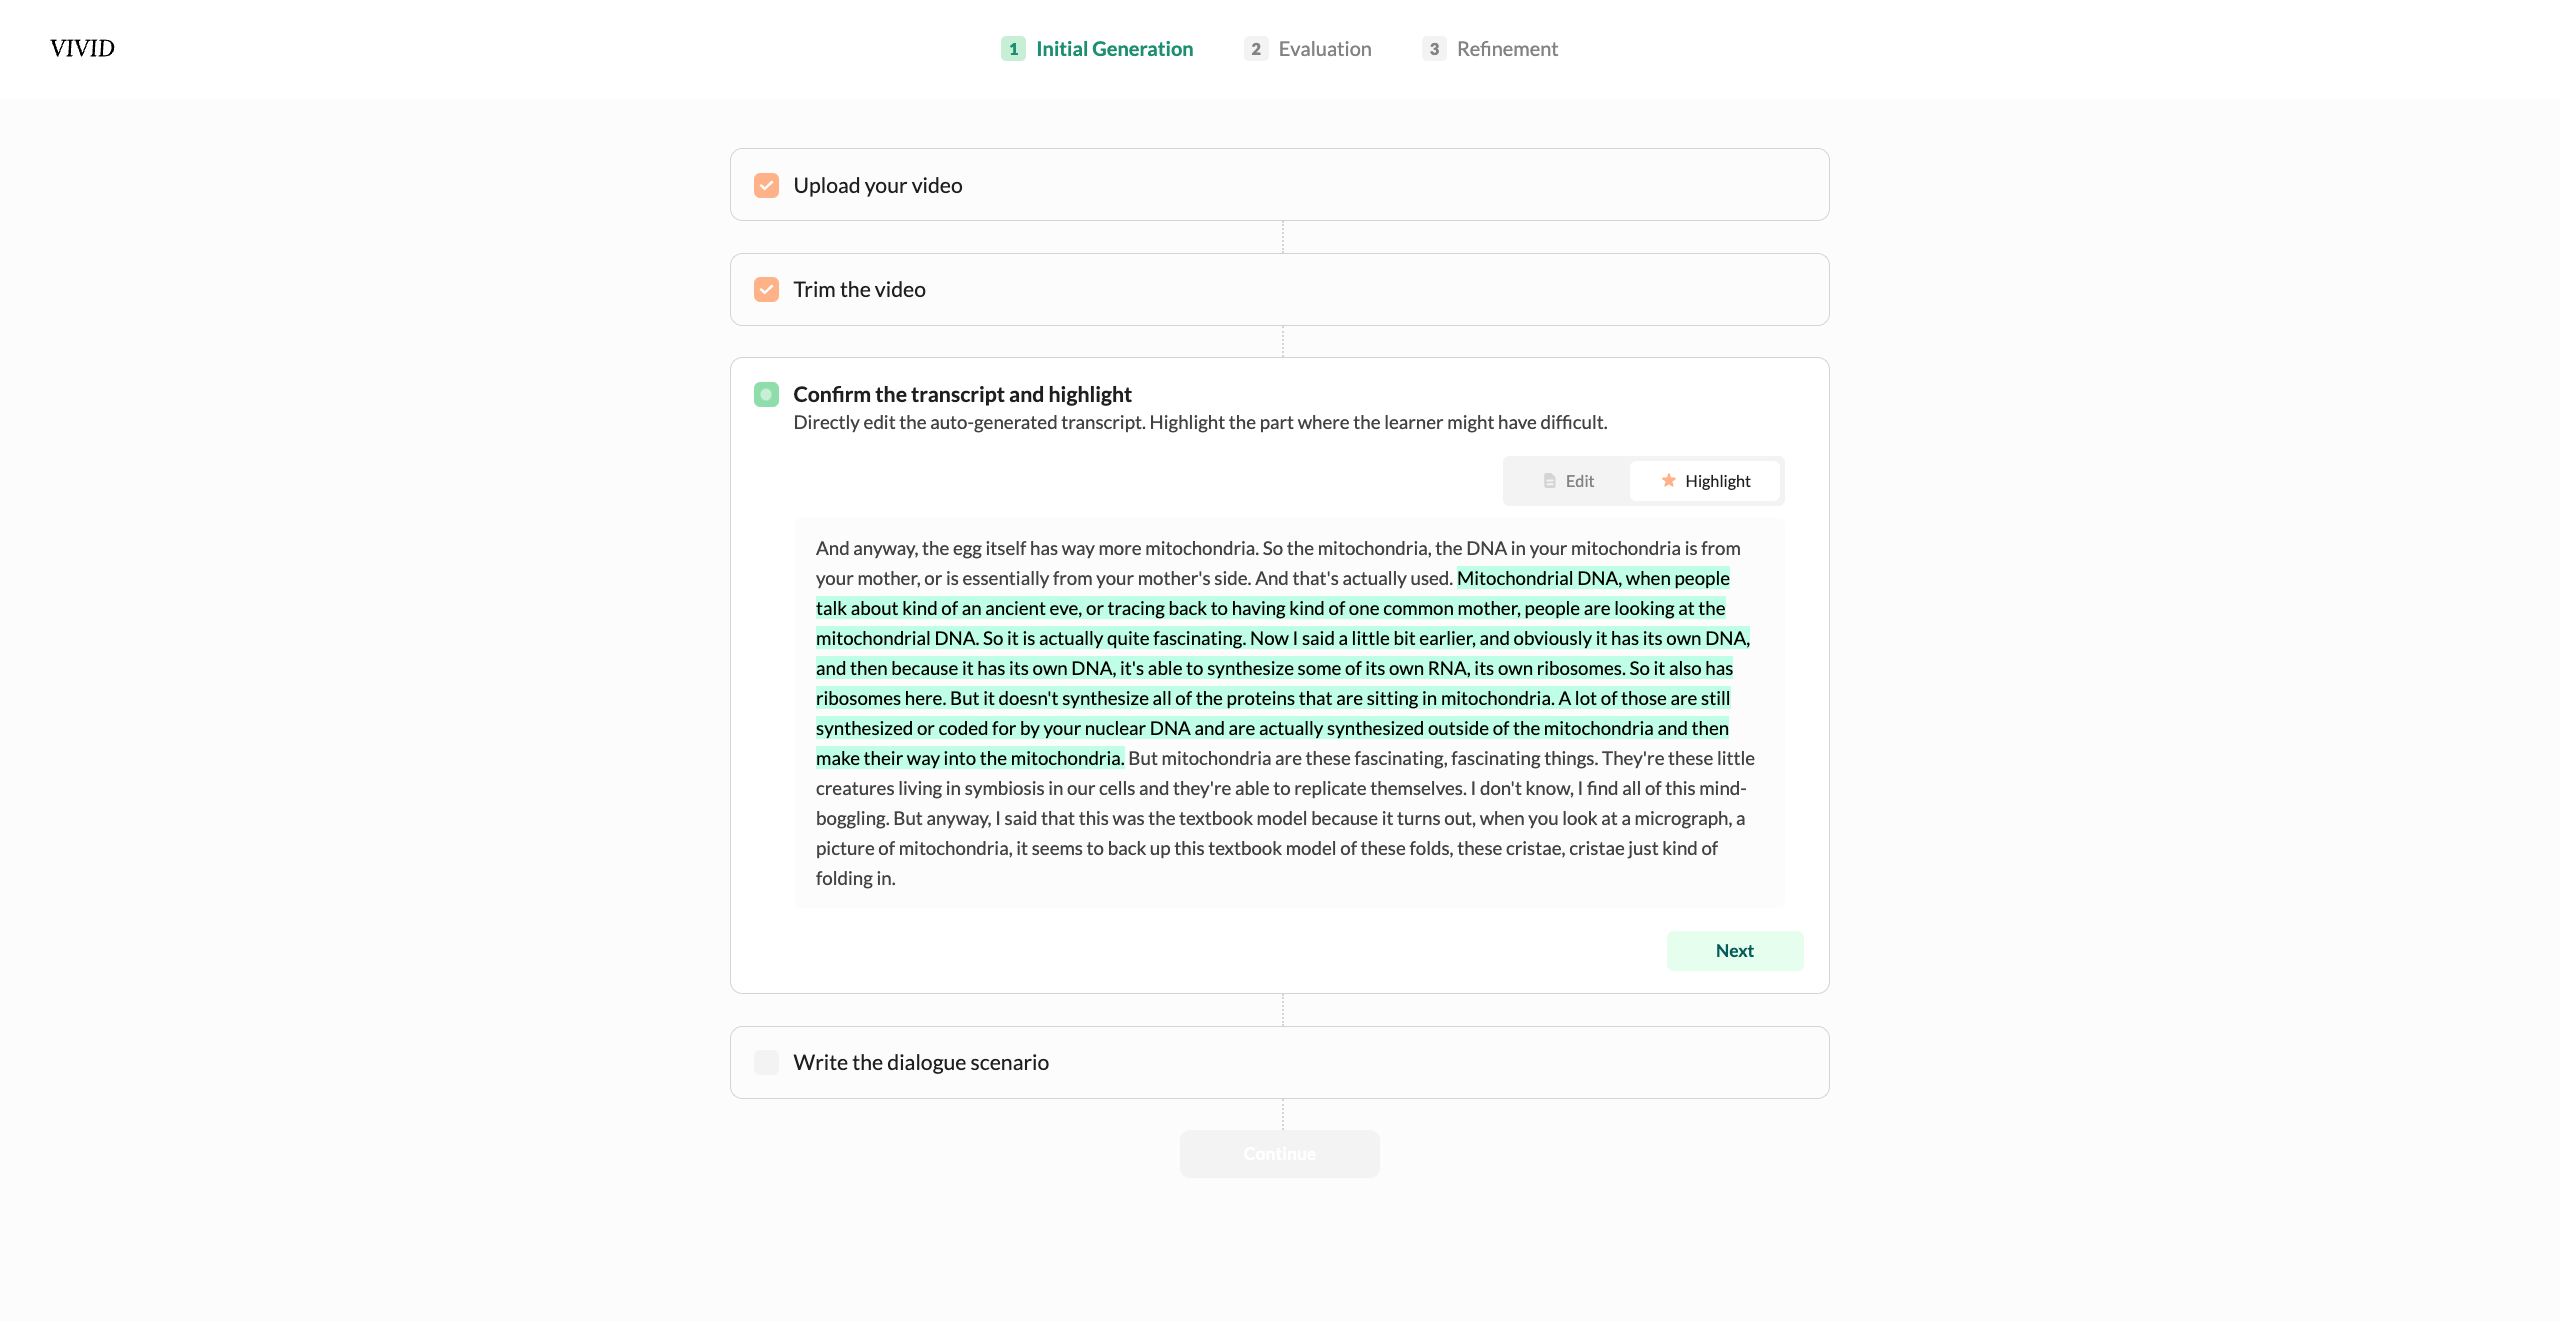 VIVID
1 Initial Generation
2 Evaluation
3 Refinement
Upload your video
Trim the video
Confirm the transcript and highlight
Directly edit the auto-generated transcript. Highlight the part where the learner might have difficult.
Edit
Highlight
And anyway, the egg itself has way more mitochondria. So the mitochondria, the DNA in your mitochondria is from
your mother, or is essentially from your mother's side. And that's actually used. Mitochondrial DNA, when people
talk about kind of an ancient eve, or tracing back to having kind of one common mother, people are looking at the
mitochondrial DNA. So it is actually quite fascinating. Now I said a little bit earlier, and obviously it has its own DNA,
and then because it has its own DNA, it's able to synthesize some of its own RNA, its own ribosomes. So it also has
ribosomes here. But it doesn't synthesize all of the proteins that are sitting in mitochondria. A lot of those are still
synthesized or coded for by your nuclear DNA and are actually synthesized outside of the mitochondria and then
make their way into the mitochondria. But mitochondria are these fascinating, fascinating things. They're these little
creatures living in symbiosis in our cells and they're able to replicate themselves. I don't know, I find all of this mind-
boggling. But anyway, I said that this was the textbook model because it turns out, when you look at a micrograph, a
picture of mitochondria, it seems to back up this textbook model of these folds, these cristae, cristae just kind of
folding in.
Next
Write the dialogue scenario
Continue